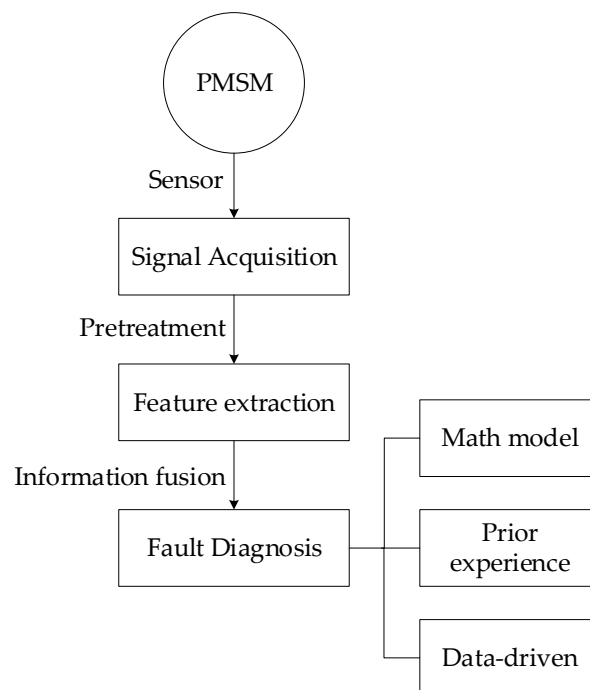 PMSM
Sensor
Signal Acquisition
Pretreatment
Feature extraction
Information fusion
Fault Diagnosis
Math model
Prior
experience
Data-driven